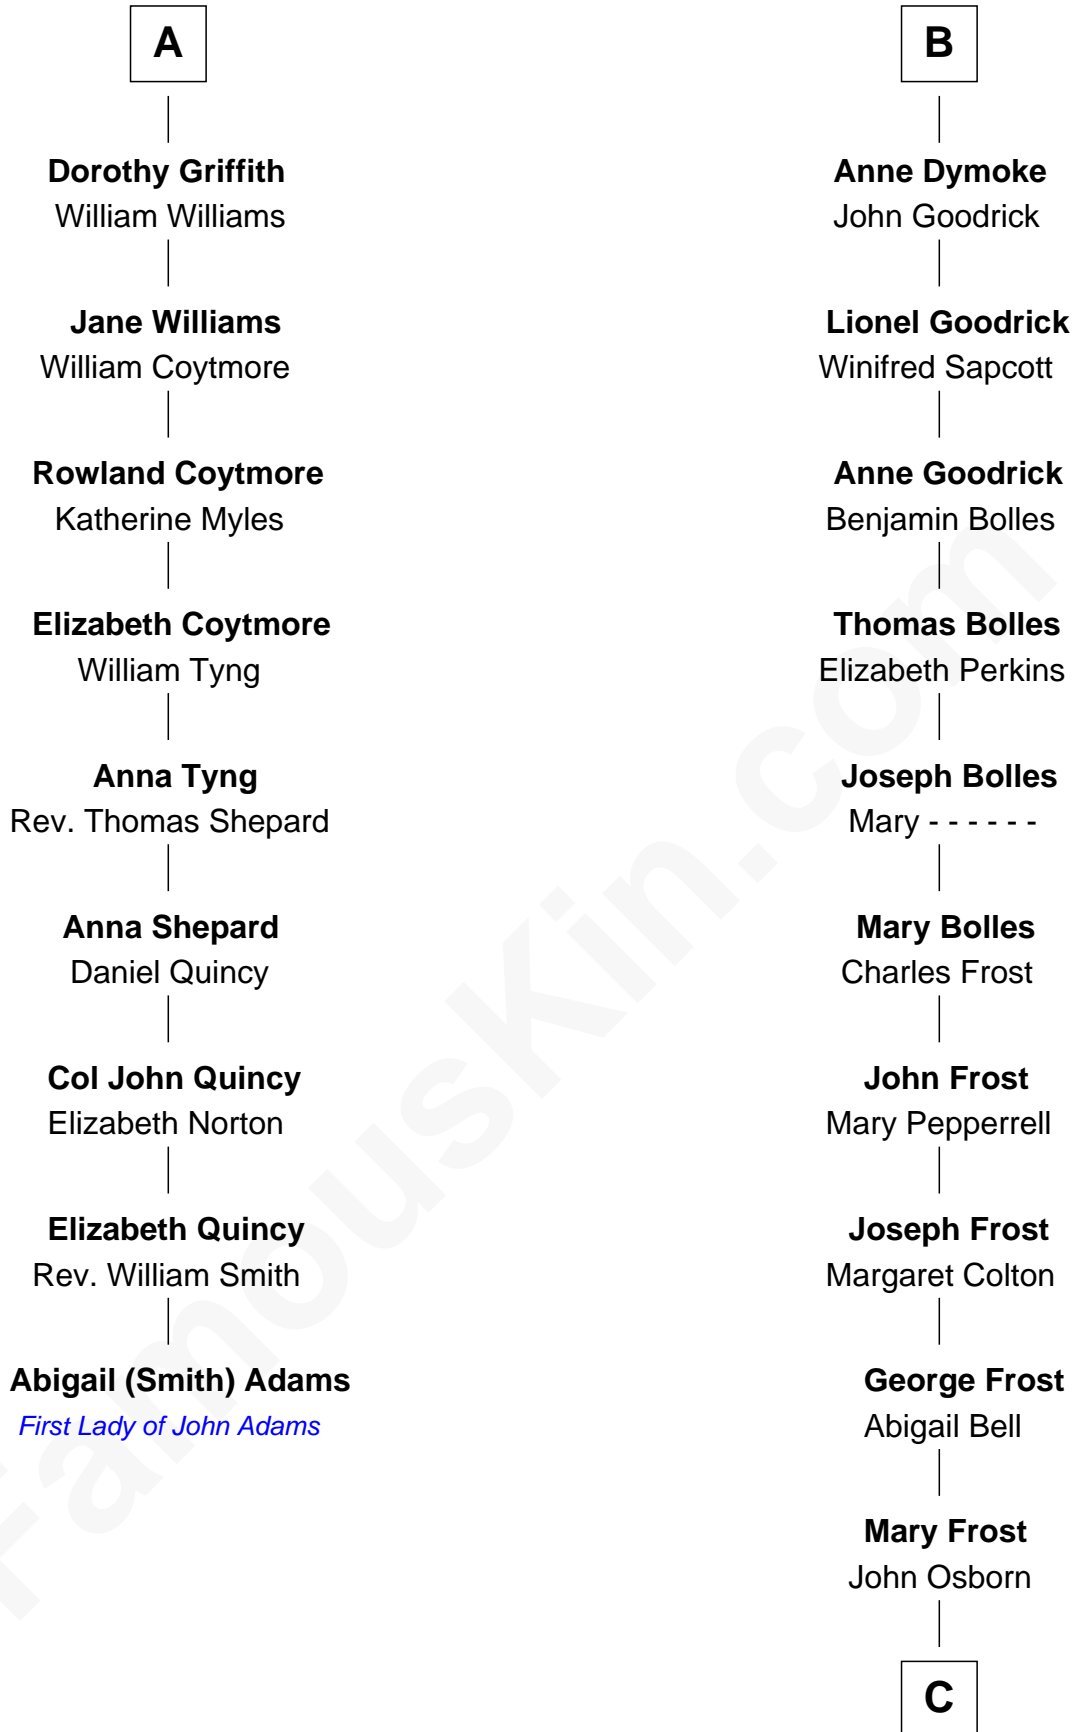 A
Dorothy Griffith
William Williams
Jane Williams
William Coytmore
Rowland Coytmore
Katherine Myles
Elizabeth Coytmore
William Tyng
Anna Tyng
Rev. Thomas Shepard
Anna Shepard
Daniel Quincy
Col John Quincy
Elizabeth Norton
Elizabeth Quincy
Rev. William Smith
Abigail (Smith) Adams
First Lady of John Adams
B
Anne Dymoke
John Goodrick
Lionel Goodrick
Winifred Sapcott
Anne Goodrick
Benjamin Bolles
Thomas Bolles
Elizabeth Perkins
Joseph Bolles
Mary - - - - - -
Mary Bolles
Charles Frost
John Frost
Mary Pepperrell
Joseph Frost
Margaret Colton
George Frost
Abigail Bell
Mary Frost
John Osborn
C
FamousKin.com